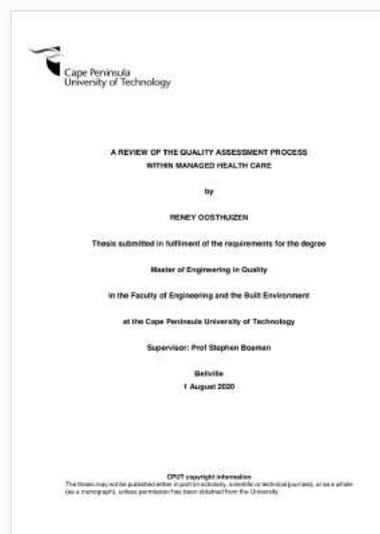 Cape Peninsula
University of Technology
A REVIEW OF THE QUALITY ASSESSMENT PROCESS
WITHIN MANAGED HEALTH CARE
by
RENEY OOSTHUIZEN
Thesis submitted in fulfilment of the requirements for the degree
Master of Engineering in Quality
in the Faculty of Engineering and the Built Environment
at the Cape Peninsula University of Technology
Supervisor: Prof Stephen Bosman
Bellville
1 August 2020
CPUT copyright information
The thesis may not be published either in part (in scholarly, scientific or technical journals), or as a whole
(as a monograph), unless permission has been obtained from the University